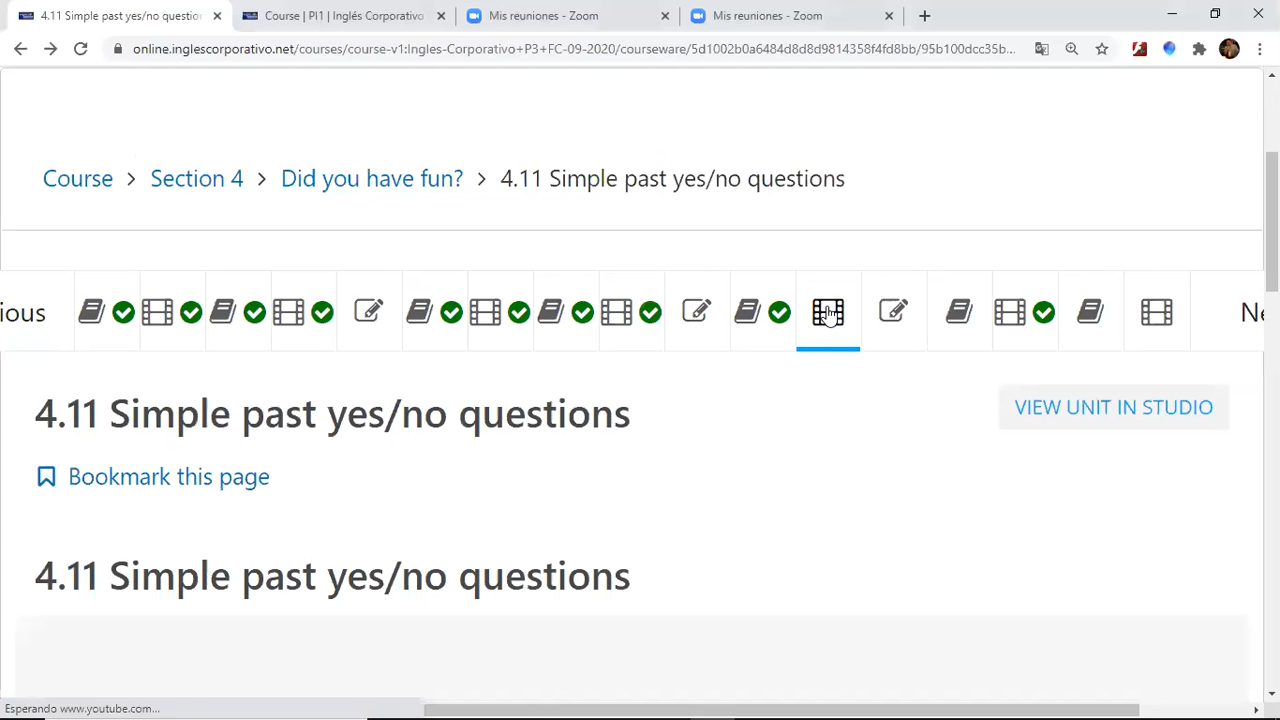 4.11 Simple past yes/no question
Course | PI1 | Inglés Corporativo
Mis reuniones - Zoom
Mis reuniones - Zoom
online.inglescorporativo.net/courses/course-v1:Ingles-Corporativo+P3+FC-09-2020/courseware/5d1002b0a6484d8d8d9814358f4fd8bb/95b100dcc35b...
Course > Section 4 > Did you have fun? > 4.11 Simple past yes/no questions
ious
Ne
4.11 Simple past yes/no questions
VIEW UNIT IN STUDIO
Bookmark this page
4.11 Simple past yes/no questions
Esperando www.youtube.com...